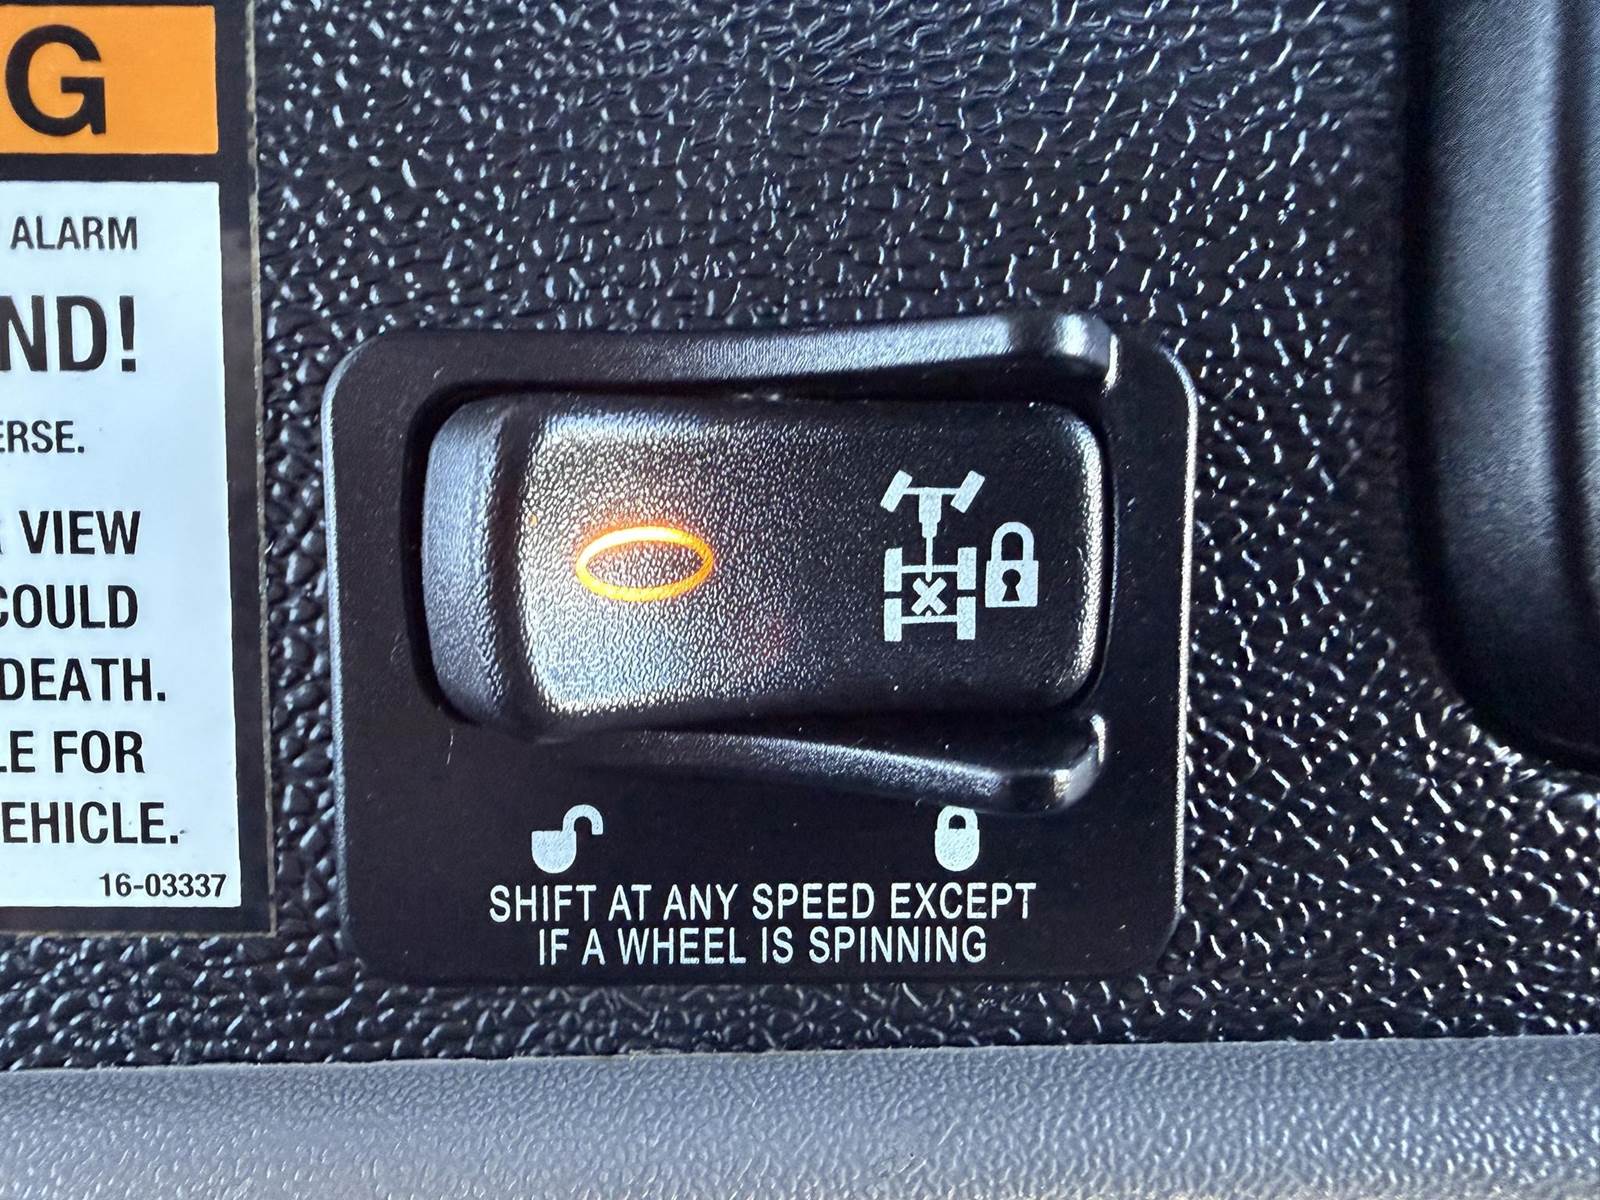 G
ALARM
ND!
ERSE.
VIEW
COULD
DEATH.
LE FOR
EHICLE.
16-03337
SHIFT AT ANY SPEED EXCEPT
IF A WHEEL IS SPINNING